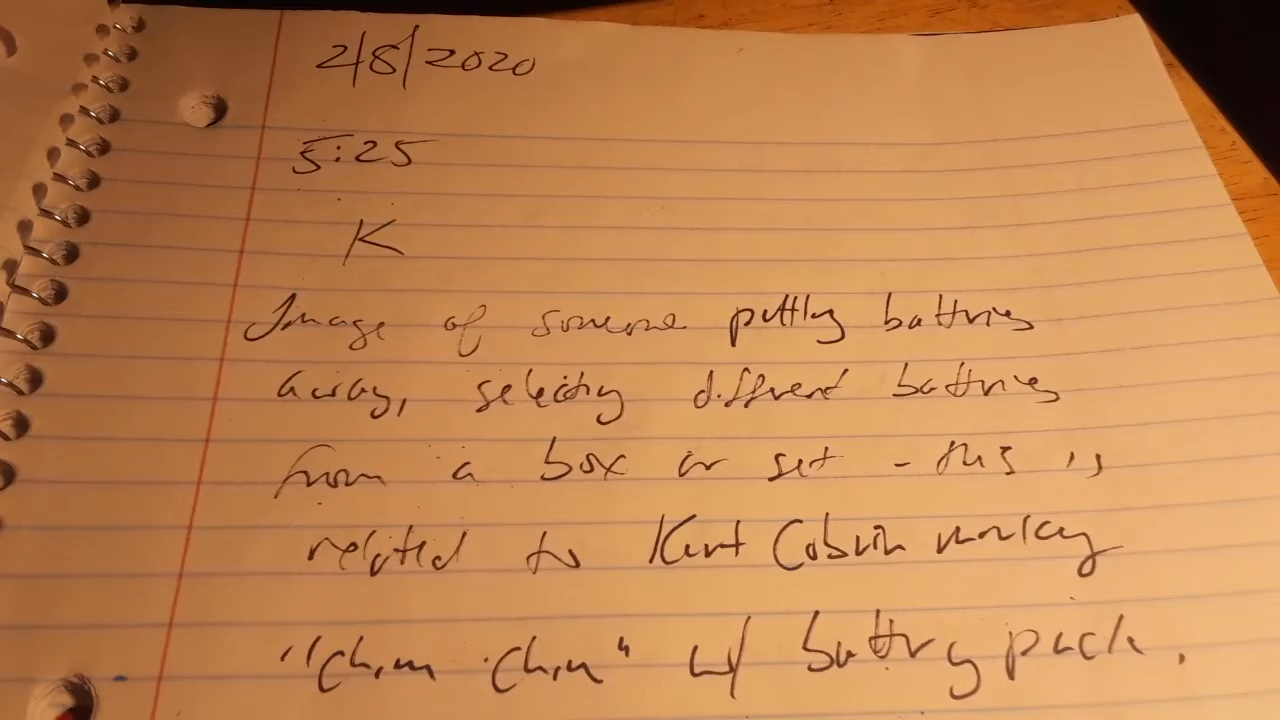 2/8/2020
5:25
K
Image of someone putting batteries
away, selecting different batteries
from a box or set - this is
related to Kurt Cobain monkey
"Chim Chim" w/ battery pack.